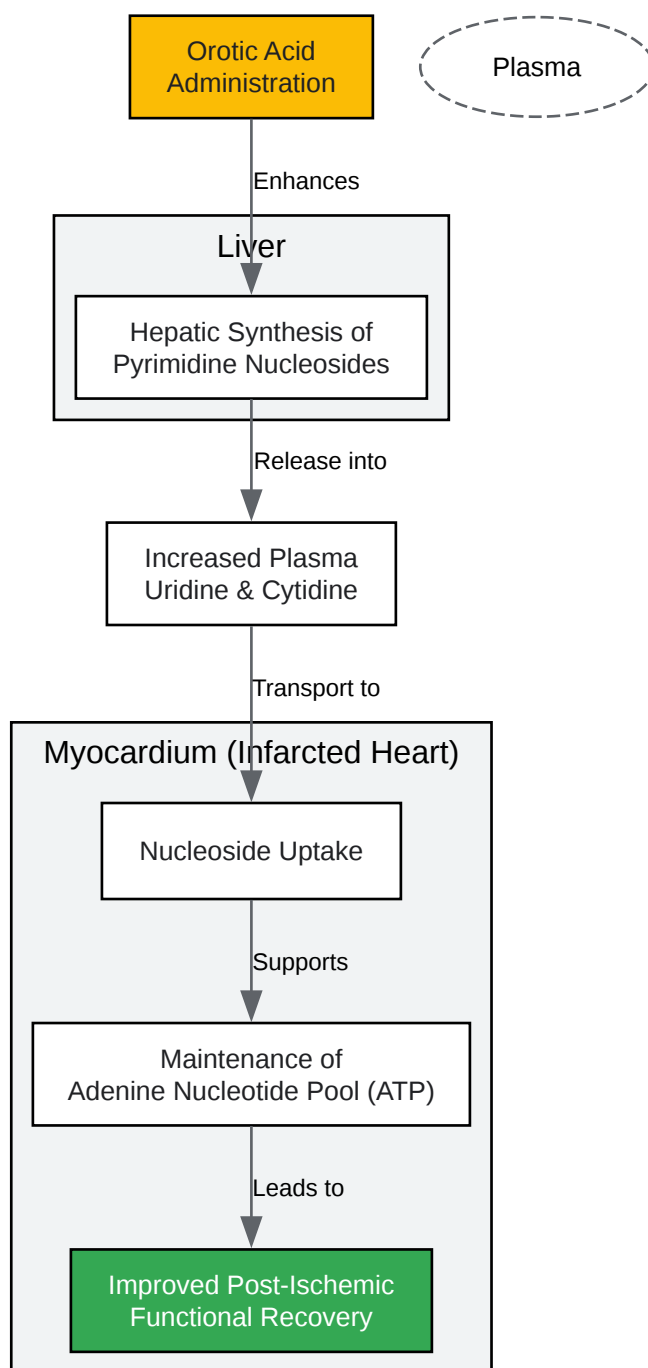 Orotic Acid
Administration
Plasma
Enhances
Liver
Hepatic Synthesis of
Pyrimidine Nucleosides
Release into
Increased Plasma
Uridine & Cytidine
Transport to
Myocardium (Infarcted Heart)
Nucleoside Uptake
Supports
Maintenance of
Adenine Nucleotide Pool (ATP)
Leads to
Improved Post-Ischemic
Functional Recovery